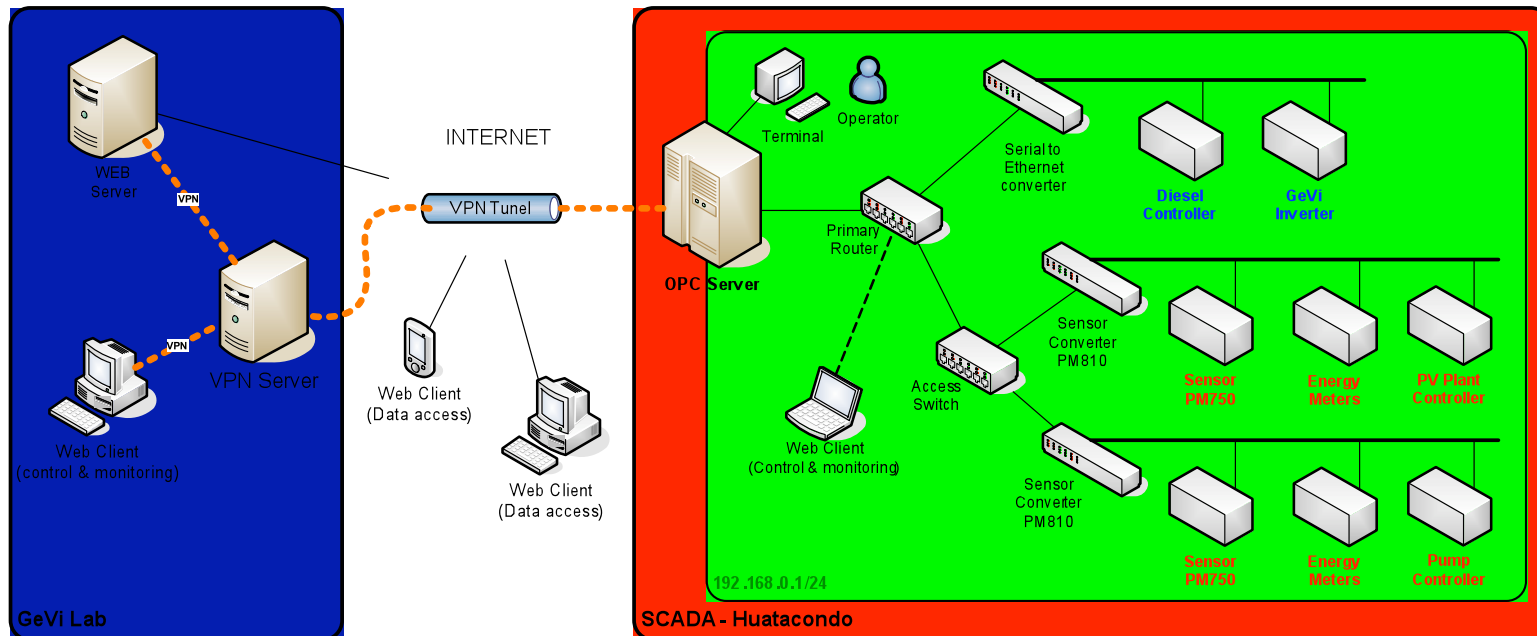 WEB
Server
VPN
VPN Server
VPN
Web Client
(control & monitoring)
GeVi Lab
INTERNET
VPN Tunel
Web Client
(Data access)
Web Client
(Data access)
Terminal
Operator
OPC Server
Primary
Router
Serial to
Ethernet
converter
Diesel
Controller
GeVi
Inverter
Access
Switch
Web Client
(Control & monitoring)
Sensor
Converter
PM810
Sensor
PM750
Energy
Meters
PV Plant
Controller
Sensor
Converter
PM810
Sensor
PM750
Energy
Meters
Pump
Controller
192.168.0.1/24
SCADA - Huatacondo